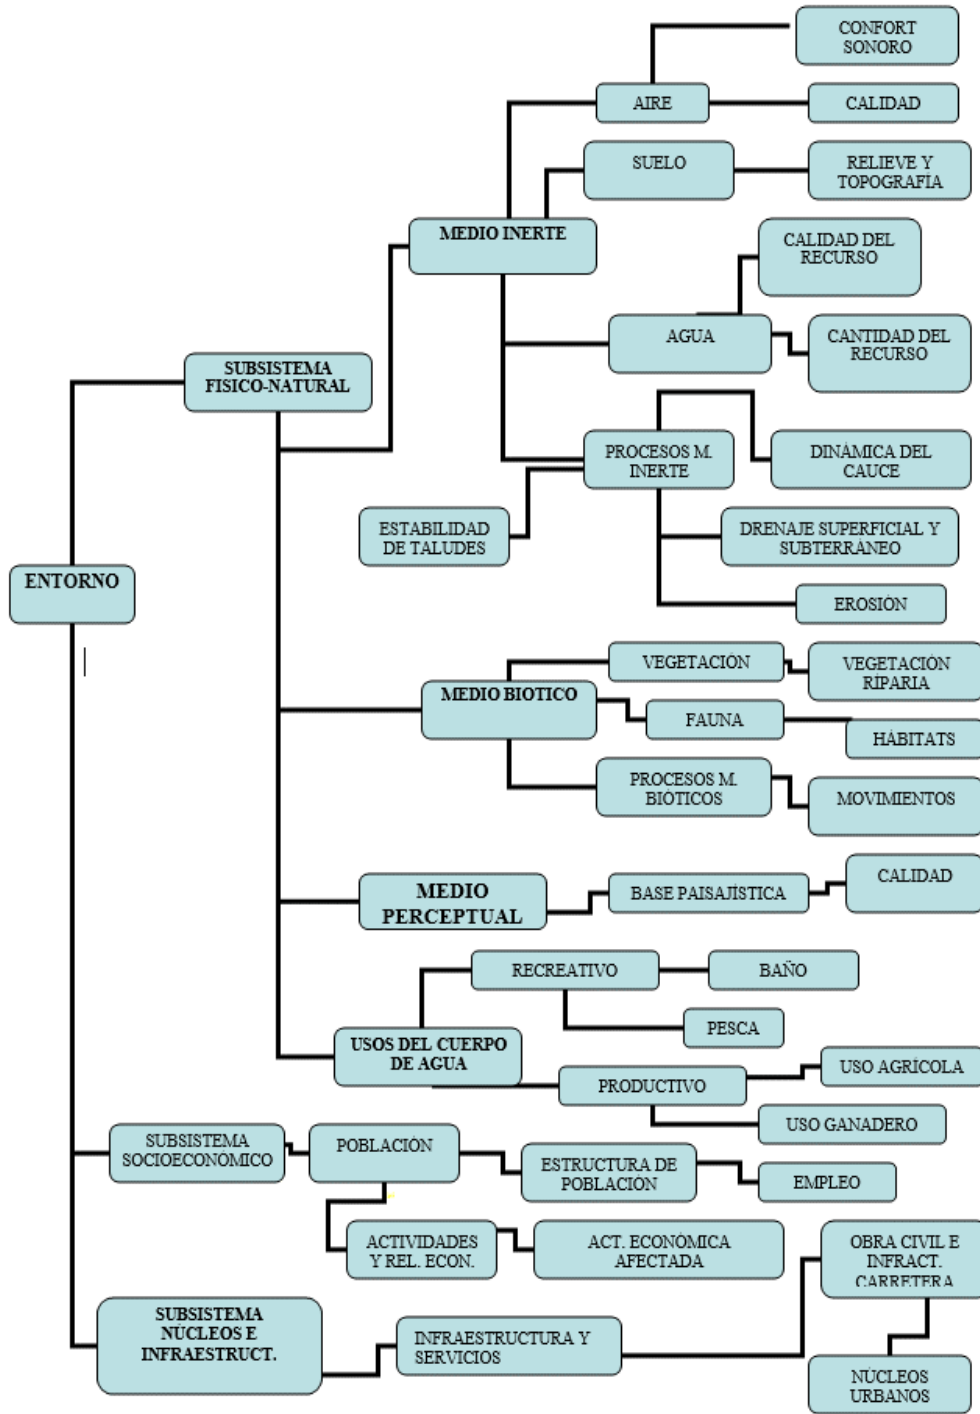 CONFORT
SONORO
AIRE
CALIDAD
SUELO
RELIEVE Y
TOPOGRAFÍA
MEDIO INERTE
CALIDAD DEL
RECURSO
AGUA
CANTIDAD DEL
RECURSO
SUBSISTEMA
FISICO-NATURAL
PROCESOS M.
INERTE
DINÁMICA DEL
CAUCE
ESTABILIDAD
DE TALUDES
DRENAJE SUPERFICIAL Y
SUBTERRÁNEO
ENTORNO
EROSIÓN
VEGETACIÓN
VEGETACIÓN
RÍPARIA
MEDIO BIÓTICO
FAUNA
HÁBITATS
PROCESOS M.
BIÓTICOS
MOVIMIENTOS
MEDIO
PERCEPTUAL
BASE PAISAJÍSTICA
CALIDAD
RECREATIVO
BAÑO
PESCA
USOS DEL CUERPO
DE AGUA
PRODUCTIVO
USO AGRÍCOLA
USO GANADERO
SUBSISTEMA
SOCIOECONÓMICO
POBLACIÓN
ESTRUCTURA DE
POBLACIÓN
EMPLEO
ACTIVIDADES
Y REL. ECON.
ACT. ECONÓMICA
AFECTADA
OBRA CIVIL E
INFRACT.
CARRETERA
SUBSISTEMA
NÚCLEOS E
INFRAESTRUCT.
INFRAESTRUCTURA Y
SERVICIOS
NÚCLEOS
URBANOS